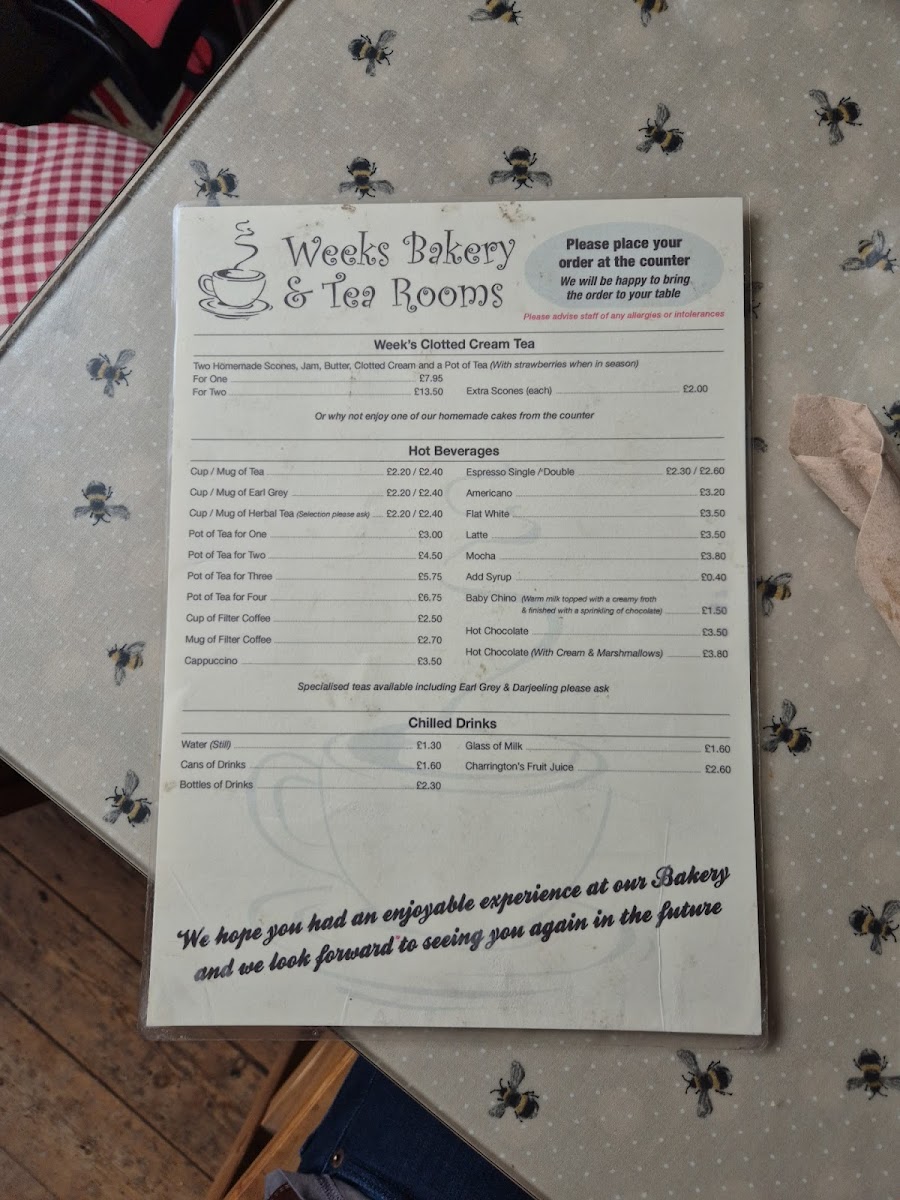 Weeks Bakery
& Tea Rooms
Please place your
order at the counter
We will be happy to bring
the order to your table
Please advise staff of any allergies or intolerances
Week's Clotted Cream Tea
Two Homemade Scones, Jam, Butter, Clotted Cream and a Pot of Tea (With strawberries when in season)
For One £7.95
For Two £13.50 Extra Scones (each) £2.00
Or why not enjoy one of our homemade cakes from the counter
Hot Beverages
Cup / Mug of Tea £2.20 / £2.40
Cup / Mug of Earl Grey £2.20 / £2.40
Cup / Mug of Herbal Tea (Selection please ask) £2.20 / £2.40
Pot of Tea for One £3.00
Pot of Tea for Two £4.50
Pot of Tea for Three £5.75
Pot of Tea for Four £6.75
Cup of Filter Coffee £2.50
Mug of Filter Coffee £2.70
Cappuccino £3.50
Espresso Single / Double £2.30 / £2.60
Americano £3.20
Flat White £3.50
Latte £3.50
Mocha £3.80
Add Syrup £0.40
Baby Chino (Warm milk topped with a creamy froth
& finished with a sprinkling of chocolate) £1.50
Hot Chocolate £3.50
Hot Chocolate (With Cream & Marshmallows) £3.80
Specialised teas available including Earl Grey & Darjeeling please ask
Chilled Drinks
Water (Still) £1.30
Cans of Drinks £1.60
Bottles of Drinks £2.30
Glass of Milk £1.60
Charrington's Fruit Juice £2.60
We hope you had an enjoyable experience at our Bakery
and we look forward to seeing you again in the future